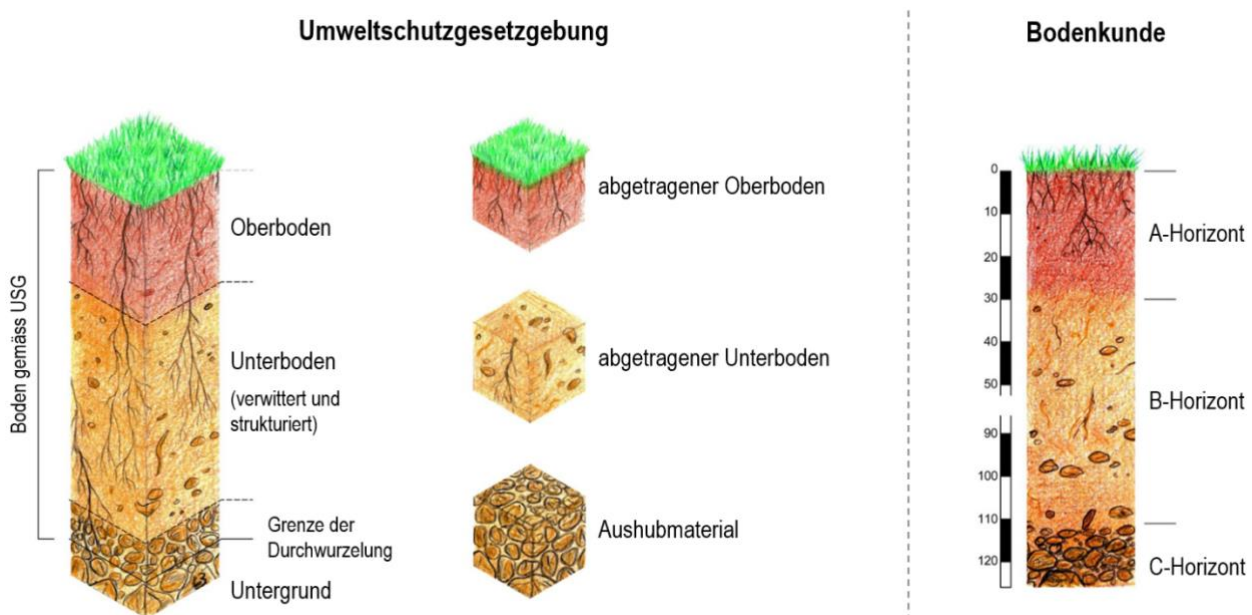 Umweltschutzgesetzgebung
Bodenkunde
Boden gemäss USG
Oberboden
Unterboden
(verwittert und
strukturiert)
Grenze der
Durchwurzelung
Untergrund
abgetragener Oberboden
abgetragener Unterboden
Aushubmaterial
0
10
20
30
40
50
90
100
110
120
A-Horizont
B-Horizont
C-Horizont